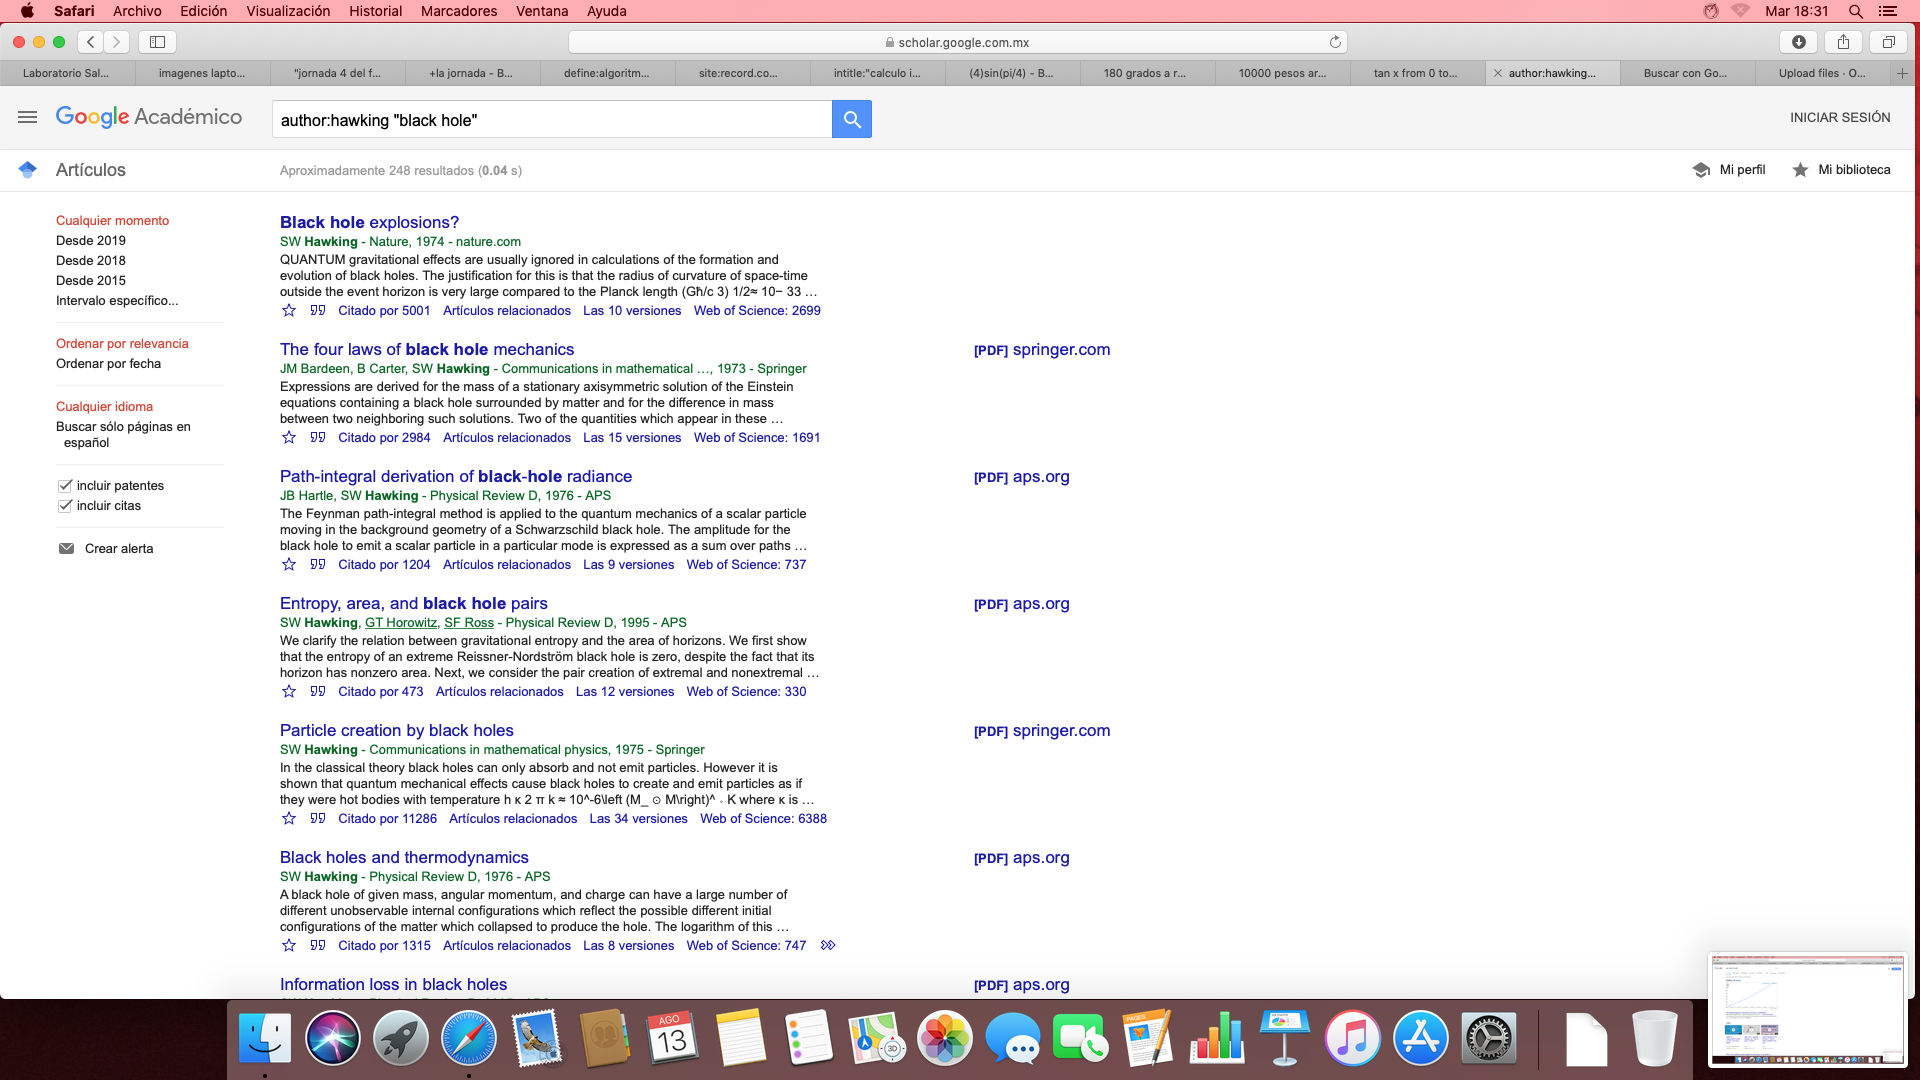 Safari Archivo Edición Visualización Historial Marcadores Ventana Ayuda Mar 18:31
scholar.google.com.mx
Laboratorio Sal... imagenes lapto... "jornada 4 del f... +la jornada - B... define:algoritm... site:record.co... intitle:"calculo i... (4)sin(pi/4) - B... 180 grados a r... 10000 pesos ar... tan x from 0 to... author:hawking... Buscar con Go... Upload files · O...
Google Académico
author:hawking "black hole"
INICIAR SESIÓN
Artículos
Aproximadamente 248 resultados (0.04 s)
Mi perfil Mi biblioteca
Cualquier momento
Desde 2019
Desde 2018
Desde 2015
Intervalo específico...
Ordenar por relevancia
Ordenar por fecha
Cualquier idioma
Buscar sólo páginas en
español
incluir patentes
incluir citas
Crear alerta
Black hole explosions?
SW Hawking - Nature, 1974 - nature.com
QUANTUM gravitational effects are usually ignored in calculations of the formation and
evolution of black holes. The justification for this is that the radius of curvature of space-time
outside the event horizon is very large compared to the Planck length (Għ/c 3) 1/2≈ 10− 33 …
Citado por 5001 Artículos relacionados Las 10 versiones Web of Science: 2699
The four laws of black hole mechanics
[PDF] springer.com
JM Bardeen, B Carter, SW Hawking - Communications in mathematical …, 1973 - Springer
Expressions are derived for the mass of a stationary axisymmetric solution of the Einstein
equations containing a black hole surrounded by matter and for the difference in mass
between two neighboring such solutions. Two of the quantities which appear in these …
Citado por 2984 Artículos relacionados Las 15 versiones Web of Science: 1691
Path-integral derivation of black-hole radiance
[PDF] aps.org
JB Hartle, SW Hawking - Physical Review D, 1976 - APS
The Feynman path-integral method is applied to the quantum mechanics of a scalar particle
moving in the background geometry of a Schwarzschild black hole. The amplitude for the
black hole to emit a scalar particle in a particular mode is expressed as a sum over paths …
Citado por 1204 Artículos relacionados Las 9 versiones Web of Science: 737
Entropy, area, and black hole pairs
[PDF] aps.org
SW Hawking, GT Horowitz, SF Ross - Physical Review D, 1995 - APS
We clarify the relation between gravitational entropy and the area of horizons. We first show
that the entropy of an extreme Reissner-Nordström black hole is zero, despite the fact that its
horizon has nonzero area. Next, we consider the pair creation of extremal and nonextremal …
Citado por 473 Artículos relacionados Las 12 versiones Web of Science: 330
Particle creation by black holes
[PDF] springer.com
SW Hawking - Communications in mathematical physics, 1975 - Springer
In the classical theory black holes can only absorb and not emit particles. However it is
shown that quantum mechanical effects cause black holes to create and emit particles as if
they were hot bodies with temperature h κ 2 π k ≈ 10^-6\left (M_ ⊙ M\right)^ ∘ K where κ is …
Citado por 11286 Artículos relacionados Las 34 versiones Web of Science: 6388
Black holes and thermodynamics
[PDF] aps.org
SW Hawking - Physical Review D, 1976 - APS
A black hole of given mass, angular momentum, and charge can have a large number of
different unobservable internal configurations which reflect the possible different initial
configurations of the matter which collapsed to produce the hole. The logarithm of this …
Citado por 1315 Artículos relacionados Las 8 versiones Web of Science: 747
Information loss in black holes
[PDF] aps.org
AGO
13
3D
PAGES